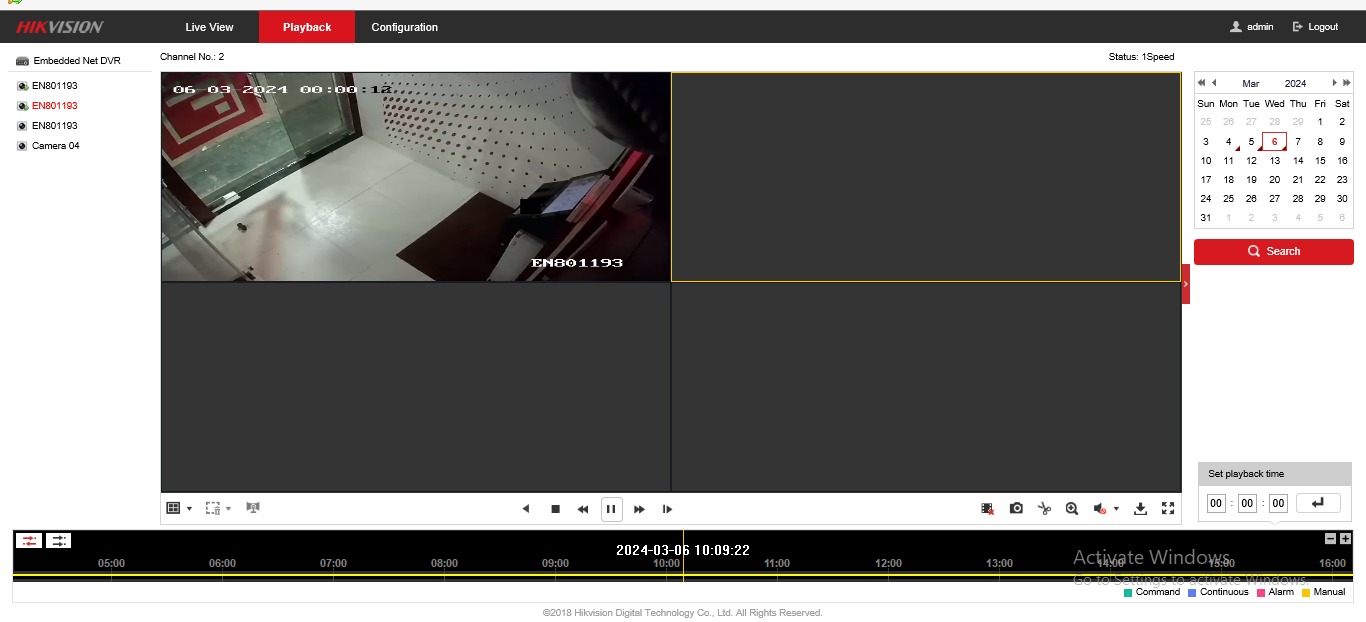 HIKVISION Live View Playback Configuration admin Logout
Embedded Net DVR
EN801193
EN801193
EN801193
Camera 04
Channel No.: 2 Status: 1Speed
06-03-2024 00:00:12
EN801193
Mar 2024
Sun Mon Tue Wed Thu Fri Sat
25 26 27 28 29 1 2
3 4 5 6 7 8 9
10 11 12 13 14 15 16
17 18 19 20 21 22 23
24 25 26 27 28 29 30
31 1 2 3 4 5 6
Search
Set playback time
00 : 00 : 00
2024-03-06 10:09:22
05:00 06:00 07:00 08:00 09:00 10:00 11:00 12:00 13:00 14:00 15:00 16:00
Activate Windows
Go to Settings to activate Windows.
Command Continuous Alarm Manual
©2018 Hikvision Digital Technology Co., Ltd. All Rights Reserved.